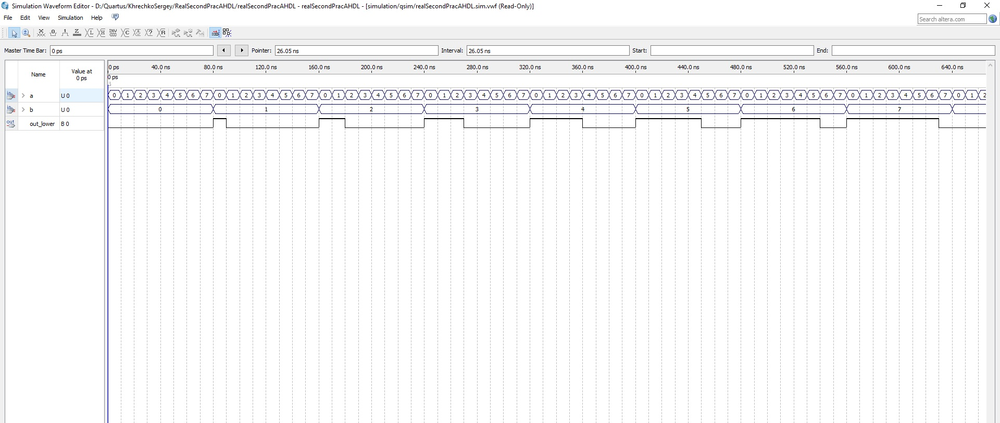 Simulation Waveform Editor - D:/Quartus/KhrechkoSergey/RealSecondPracAHDL/realSecondPracAHDL - realSecondPracAHDL - [simulation/qsim/realSecondPracAHDL.sim.vwf (Read-Only)]
File Edit View Simulation Help
Search altera.com
Master Time Bar: 0 ps Pointer: 26.05 ns Interval: 26.05 ns Start: End:
Name Value at 0 ps
0 ps 40.0 ns 80.0 ns 120.0 ns 160.0 ns 200.0 ns 240.0 ns 280.0 ns 320.0 ns 360.0 ns 400.0 ns 440.0 ns 480.0 ns 520.0 ns 560.0 ns 600.0 ns 640.0 ns
0 ps
in a U 0 0 1 2 3 4 5 6 7 0 1 2 3 4 5 6 7 0 1 2 3 4 5 6 7 0 1 2 3 4 5 6 7 0 1 2 3 4 5 6 7 0 1 2 3 4 5 6 7 0 1 2 3 4 5 6 7 0 1 2 3 4 5 6 7 0 1 2
in b U 0 0 1 2 3 4 5 6 7
out out_lower B 0